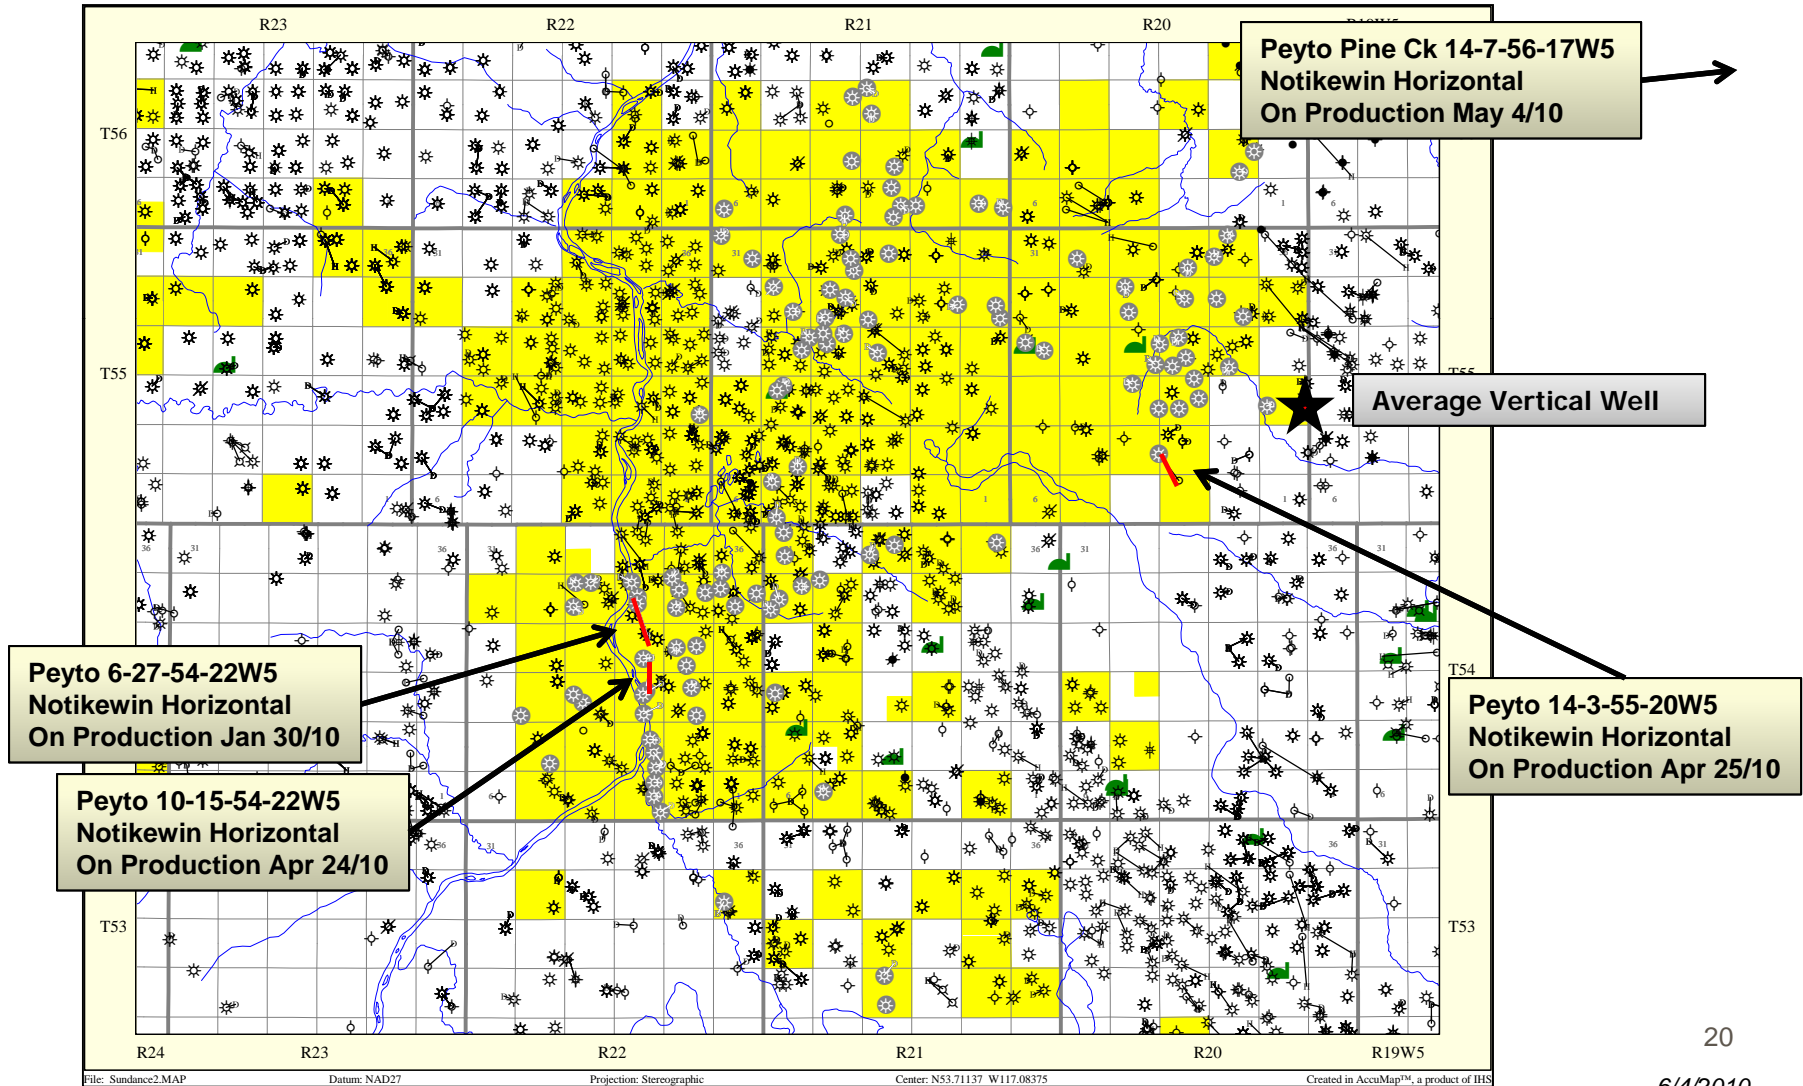 R23
R22
R21
R20
Peyto Pine Ck 14-7-56-17W5
Notikewin Horizontal
On Production May 4/10
T56
T55
Average Vertical Well
Peyto 6-27-54-22W5
Notikewin Horizontal
On Production Jan 30/10
T54
Peyto 14-3-55-20W5
Notikewin Horizontal
On Production Apr 25/10
Peyto 10-15-54-22W5
Notikewin Horizontal
On Production Apr 24/10
T53
T53
R24
R23
R22
R21
R20
R19W5
20
File: Sundance2.MAP
Datum: NAD27
Projection: Stereographic
Center: N53.71137 W117.08375
Created in AccuMap™, a product of IHS
6/4/2010